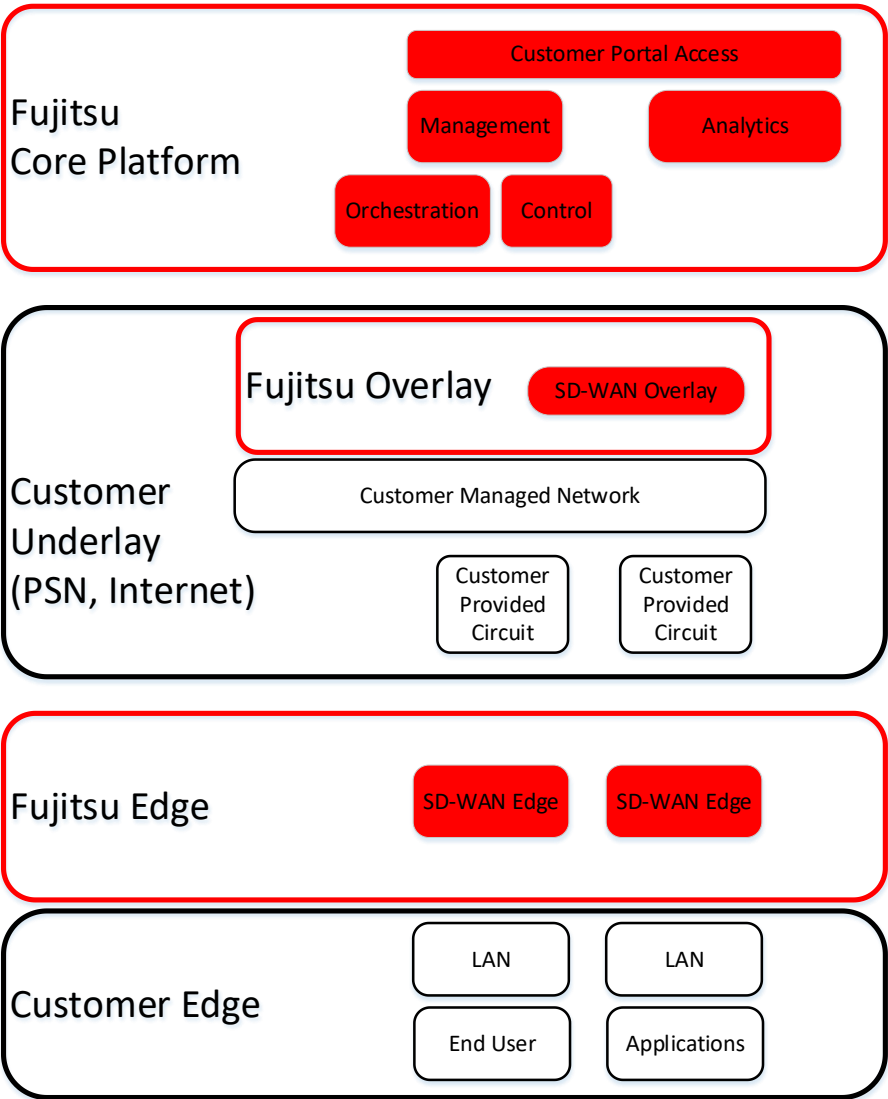 Customer Portal Access
Fujitsu
Core Platform
Management
Analytics
Orchestration
Control
Fujitsu Overlay
SD-WAN Overlay
Customer
Underlay
(PSN, Internet)
Customer Managed Network
Customer
Provided
Circuit
Customer
Provided
Circuit
Fujitsu Edge
SD-WAN Edge
SD-WAN Edge
Customer Edge
LAN
LAN
End User
Applications